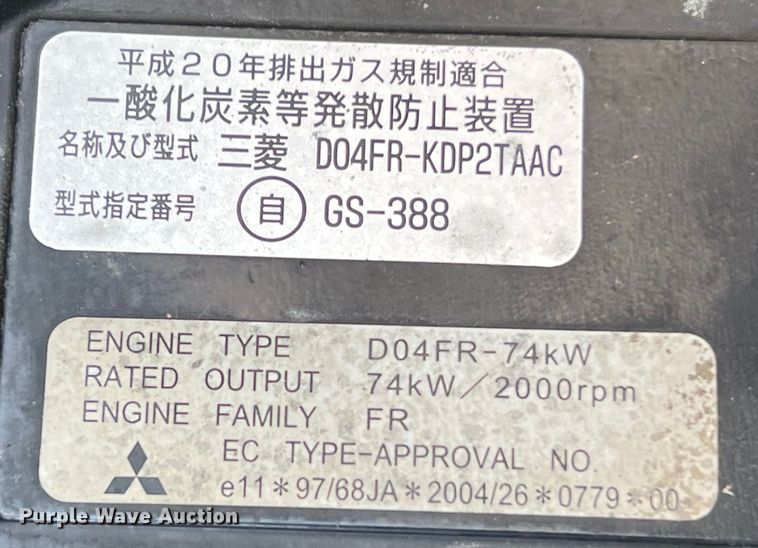 平成20年排出ガス規制適合
一酸化炭素等発散防止装置
名称及び型式 三菱 D04FR-KDP2TAAC
型式指定番号 自 GS-388
ENGINE TYPE D04FR-74kW
RATED OUTPUT 74kW/2000rpm
ENGINE FAMILY FR
EC TYPE-APPROVAL NO.
e11*97/68JA*2004/26*0779*00
Purple Wave Auction